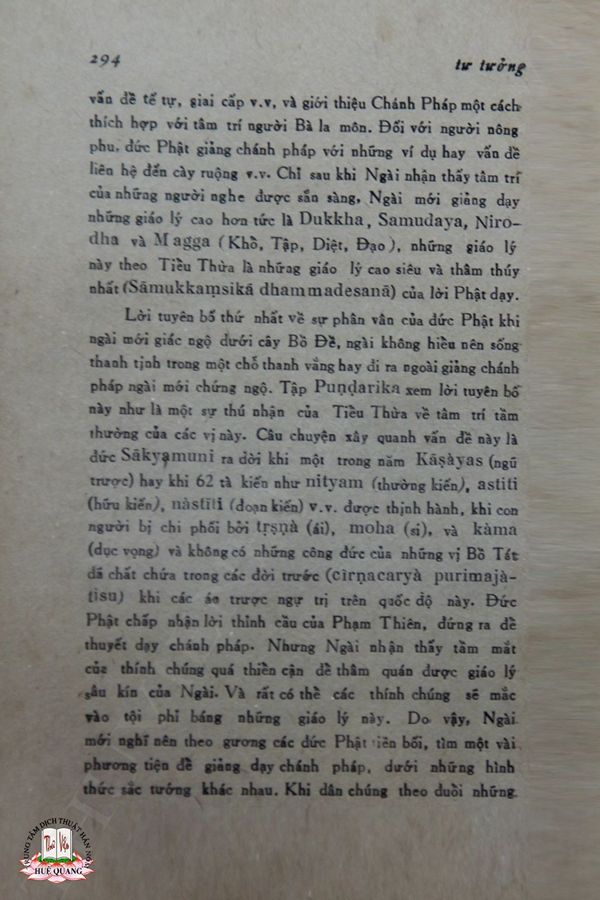 294
tư tưởng
vấn đề tế tự, giai cấp v.v, và giới thiệu Chánh Pháp một cách
thích hợp với tâm trí người Bà la môn. Đối với người nông
phu, đức Phật giảng chánh pháp với những ví dụ hay vấn đề
liên hệ đến cày ruộng v.v. Chỉ sau khi Ngài nhận thấy tâm trí
của những người nghe được sẵn sàng, Ngài mới giảng dạy
những giáo lý cao hơn tức là Dukkha, Samudaya, Niro-
dha và Magga (Khổ, Tập, Diệt, Đạo), những giáo lý
này theo Tiểu Thừa là những giáo lý cao siêu và thâm thúy
nhất (Sāmukkaṃsikā dhammadesanā) của lời Phật dạy.
Lời tuyên bố thứ nhất về sự phân vân của đức Phật khi
ngài mới giác ngộ dưới cây Bồ Đề, ngài không hiểu nên sống
thanh tịnh trong một chỗ thanh vắng hay đi ra ngoài giảng chánh
pháp ngài mới chứng ngộ. Tập Puṇḍarika xem lời tuyên bố
này như là một sự thú nhận của Tiểu Thừa về tâm trí tầm
thường của các vị này. Câu chuyện xây quanh vấn đề này là
đức Sākyamuni ra đời khi một trong năm Kāṣàyas (ngũ
trược) hay khi 62 tà kiến như nityam (thường kiến), astiti
(hữu kiến), nàstiti (đoạn kiến) v.v. được thịnh hành, khi con
người bị chi phối bởi tṛṣṇà (ái), moha (si), và kàma
(dục vọng) và không có những công đức của những vị Bồ Tát
đã chất chứa trong các đời trước (cirṇacaryà purimajà-
tisu) khi các ác trược ngự trị trên quốc độ này. Đức
Phật chấp nhận lời thỉnh cầu của Phạm Thiên, đứng ra để
thuyết dạy chánh pháp. Nhưng Ngài nhận thấy tầm mắt
của thính chúng quá thiển cận để thâm quán được giáo lý
sâu kín của Ngài. Và rất có thể các thính chúng sẽ mắc
vào tội phỉ báng những giáo lý này. Do vậy, Ngài
mới nghĩ nên theo gương các đức Phật tiên bối, tìm một vài
phương tiện để giảng dạy chánh pháp, dưới những hình
thức sắc tướng khác nhau. Khi dân chúng theo đuổi những
TRUNG TÂM DỊCH THUẬT HÁN NÔM
HUỆ QUANG